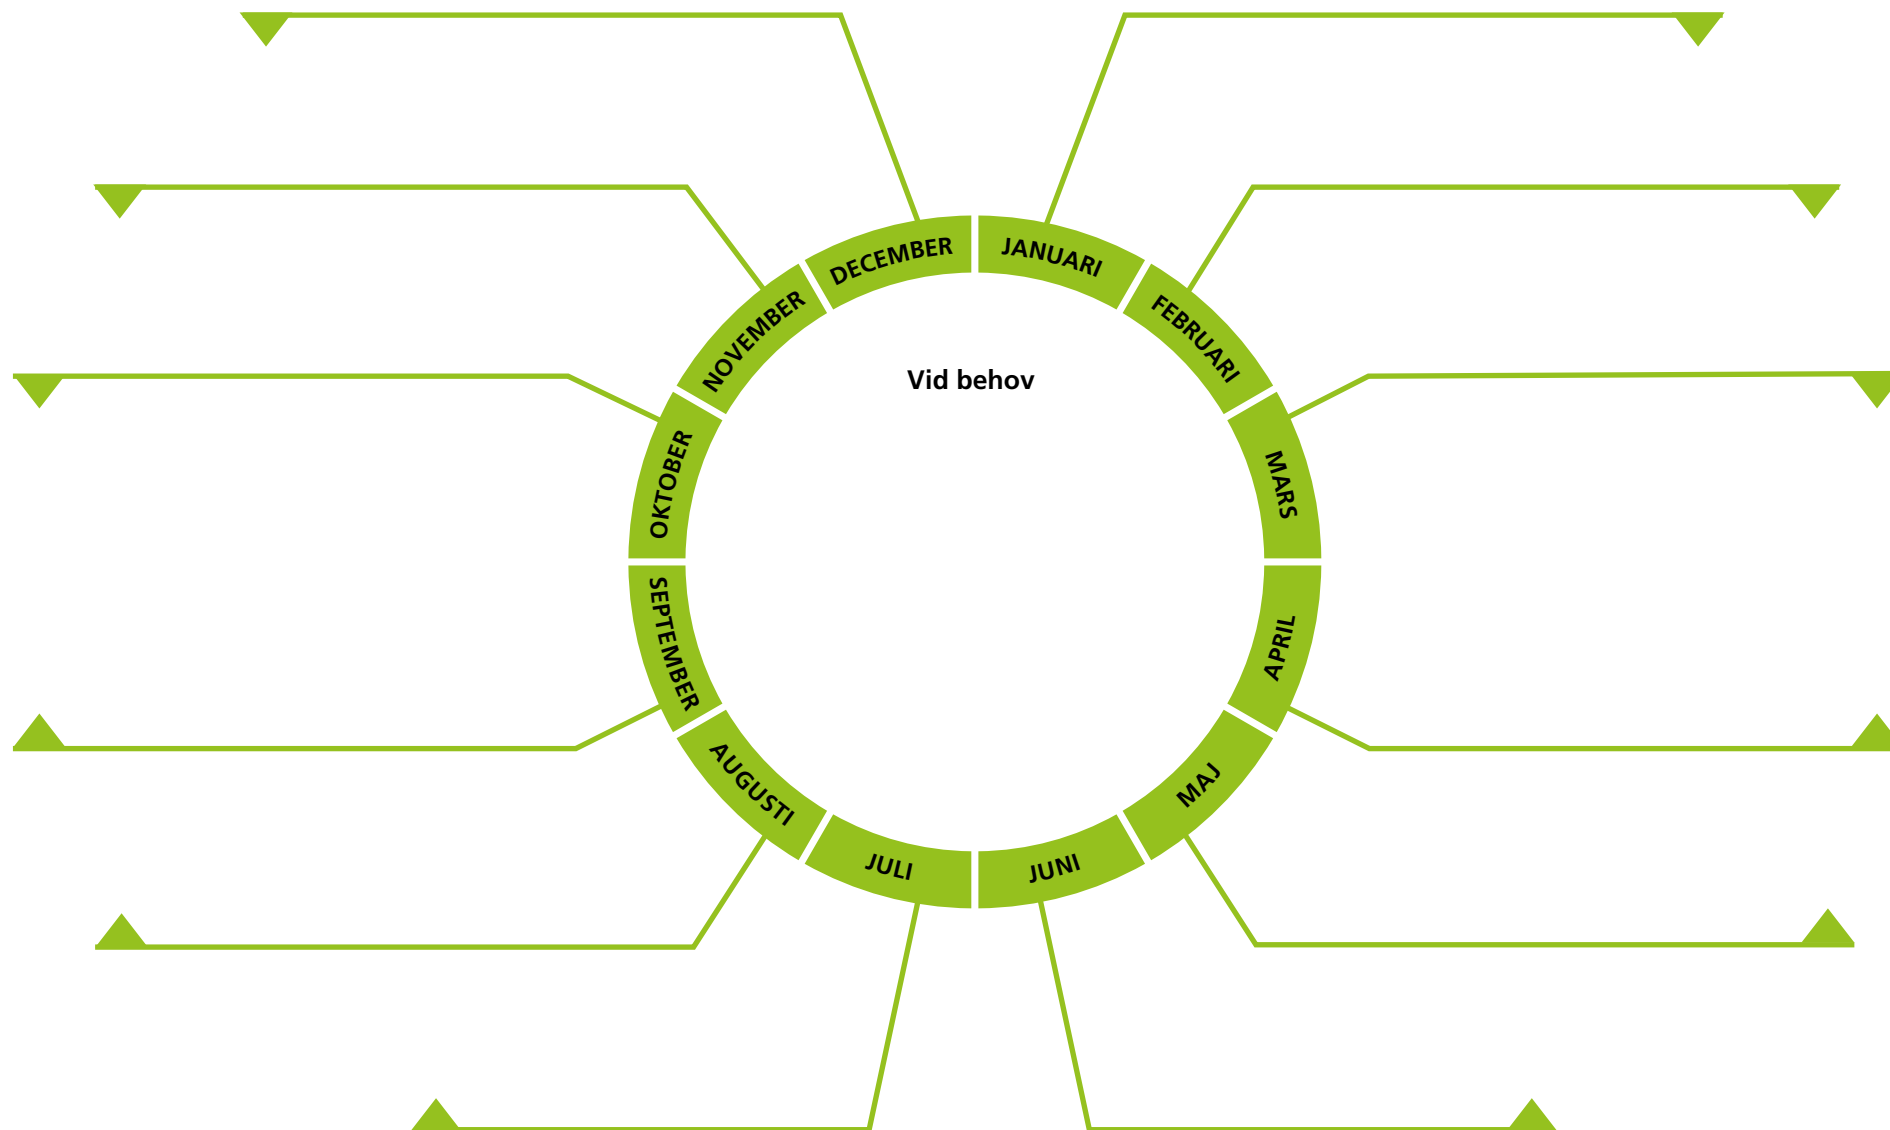 JANUARI
FEBRUARI
MARS
APRIL
MAJ
JUNI
JULI
AUGUSTI
SEPTEMBER
OKTOBER
NOVEMBER
DECEMBER
Vid behov